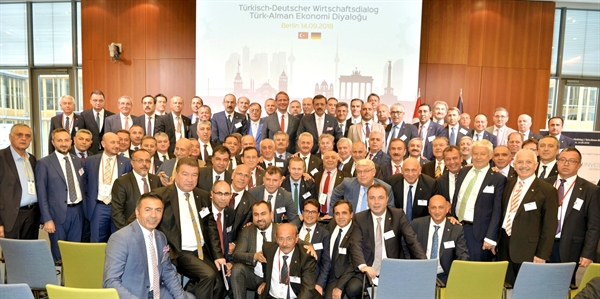 Türkisch-Deutscher Wirtschaftsdialog
Türk-Alman Ekonomi Diyaloğu
Berlin 14.09.2018